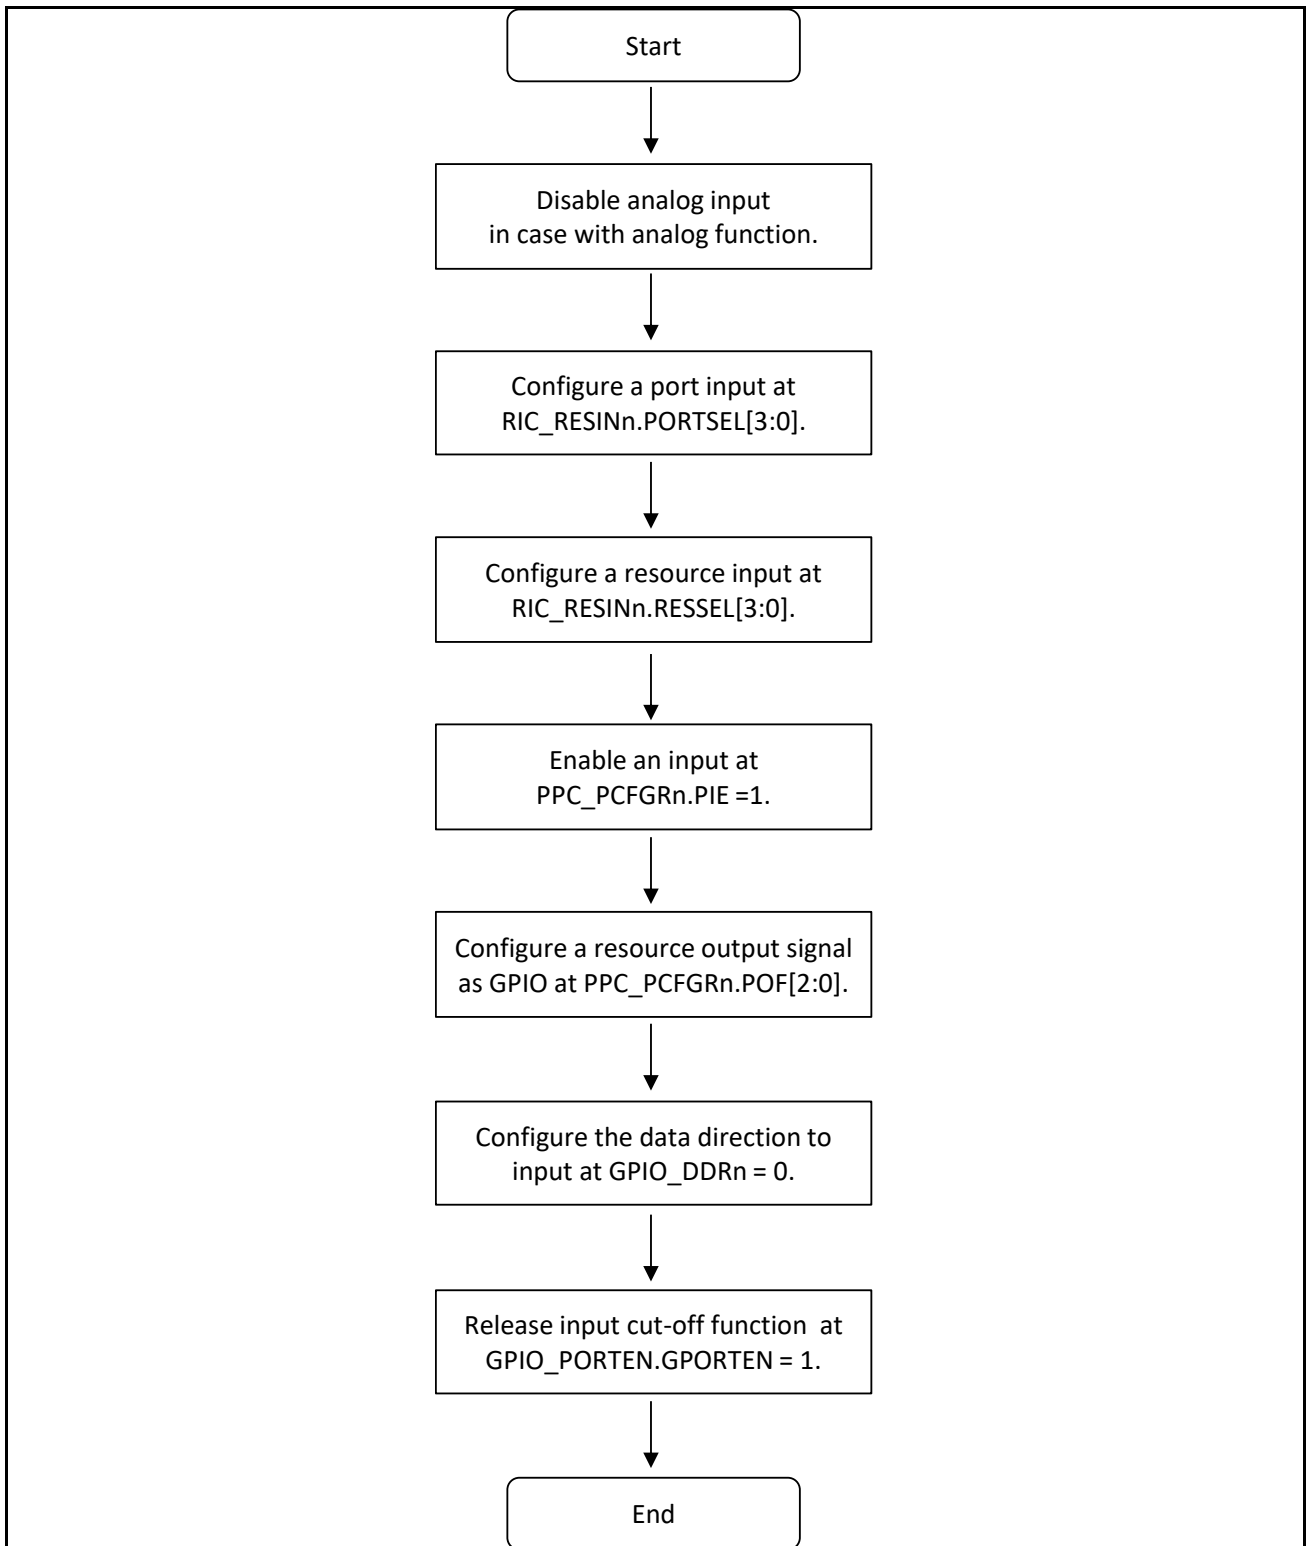 Start
Disable analog input
in case with analog function.
Configure a port input at
RIC_RESINn.PORTSEL[3:0].
Configure a resource input at
RIC_RESINn.RESSEL[3:0].
Enable an input at
PPC_PCFGRn.PIE =1.
Configure a resource output signal
as GPIO at PPC_PCFGRn.POF[2:0].
Configure the data direction to
input at GPIO_DDRn = 0.
Release input cut-off function  at
GPIO_PORTEN.GPORTEN = 1.
End